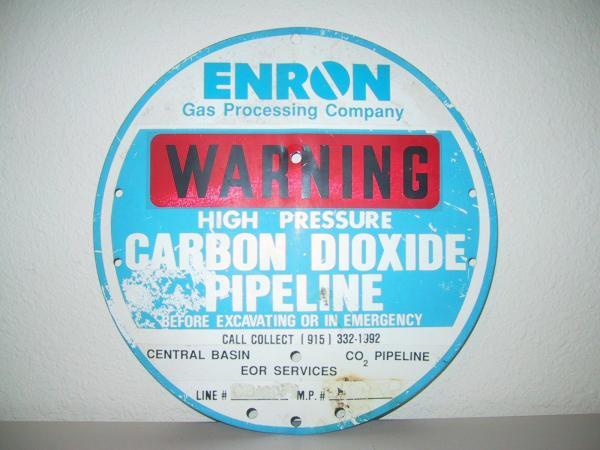 ENRON
Gas Processing Company
WARNING
HIGH PRESSURE
CARBON DIOXIDE
PIPELINE
BEFORE EXCAVATING OR IN EMERGENCY
CALL COLLECT (915) 332-1392
CENTRAL BASIN CO2 PIPELINE
EOR SERVICES
LINE # M.P. #